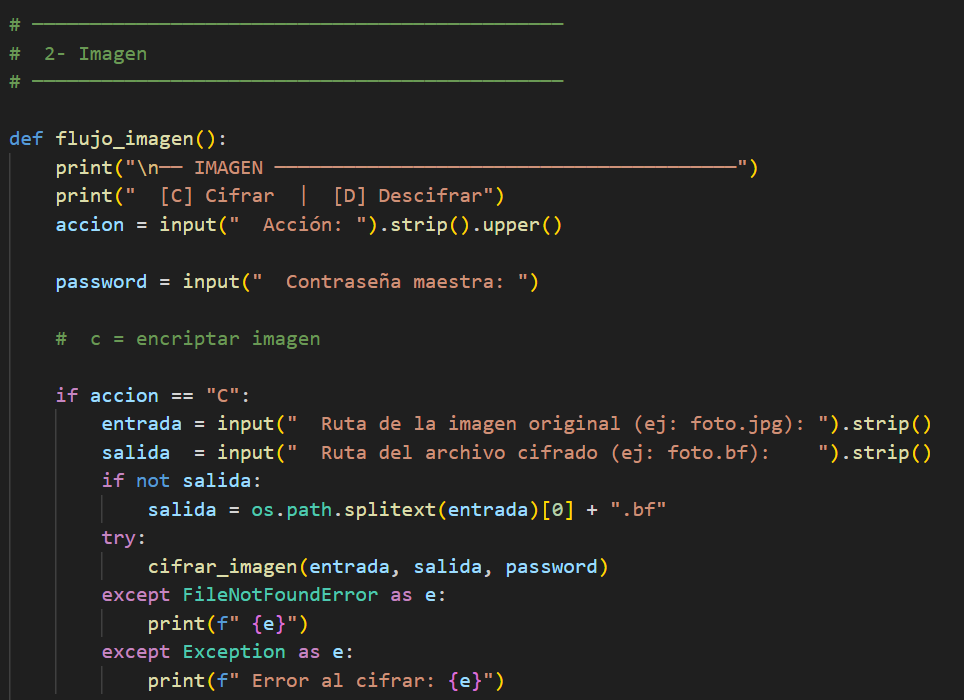 # ──────────────────────────────────────────────
#  2- Imagen
# ──────────────────────────────────────────────
def flujo_imagen():
    print("\n── IMAGEN ────────────────────────────────────────")
    print("  [C] Cifrar  |  [D] Descifrar")
    accion = input("  Acción: ").strip().upper()
    password = input("  Contraseña maestra: ")
    #  c = encriptar imagen
    if accion == "C":
        entrada = input("  Ruta de la imagen original (ej: foto.jpg): ").strip()
        salida  = input("  Ruta del archivo cifrado (ej: foto.bf):    ").strip()
        if not salida:
            salida = os.path.splitext(entrada)[0] + ".bf"
        try:
            cifrar_imagen(entrada, salida, password)
        except FileNotFoundError as e:
            print(f" {e}")
        except Exception as e:
            print(f" Error al cifrar: {e}")